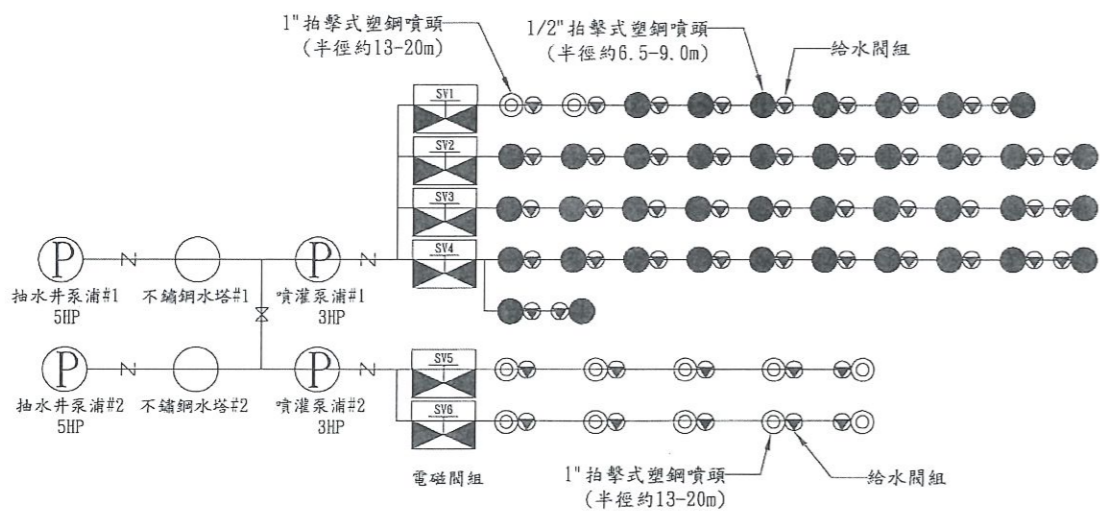 1"拍擊式塑鋼噴頭
(半徑約13-20m)
1/2"拍擊式塑鋼噴頭
(半徑約6.5-9.0m)
給水閥組
SV1
SV2
SV3
SV4
P
抽水井泵浦#1
5HP
不鏽鋼水塔#1
P
噴灌泵浦#1
3HP
P
抽水井泵浦#2
5HP
不鏽鋼水塔#2
P
噴灌泵浦#2
3HP
SV5
SV6
電磁閥組
1"拍擊式塑鋼噴頭
(半徑約13-20m)
給水閥組